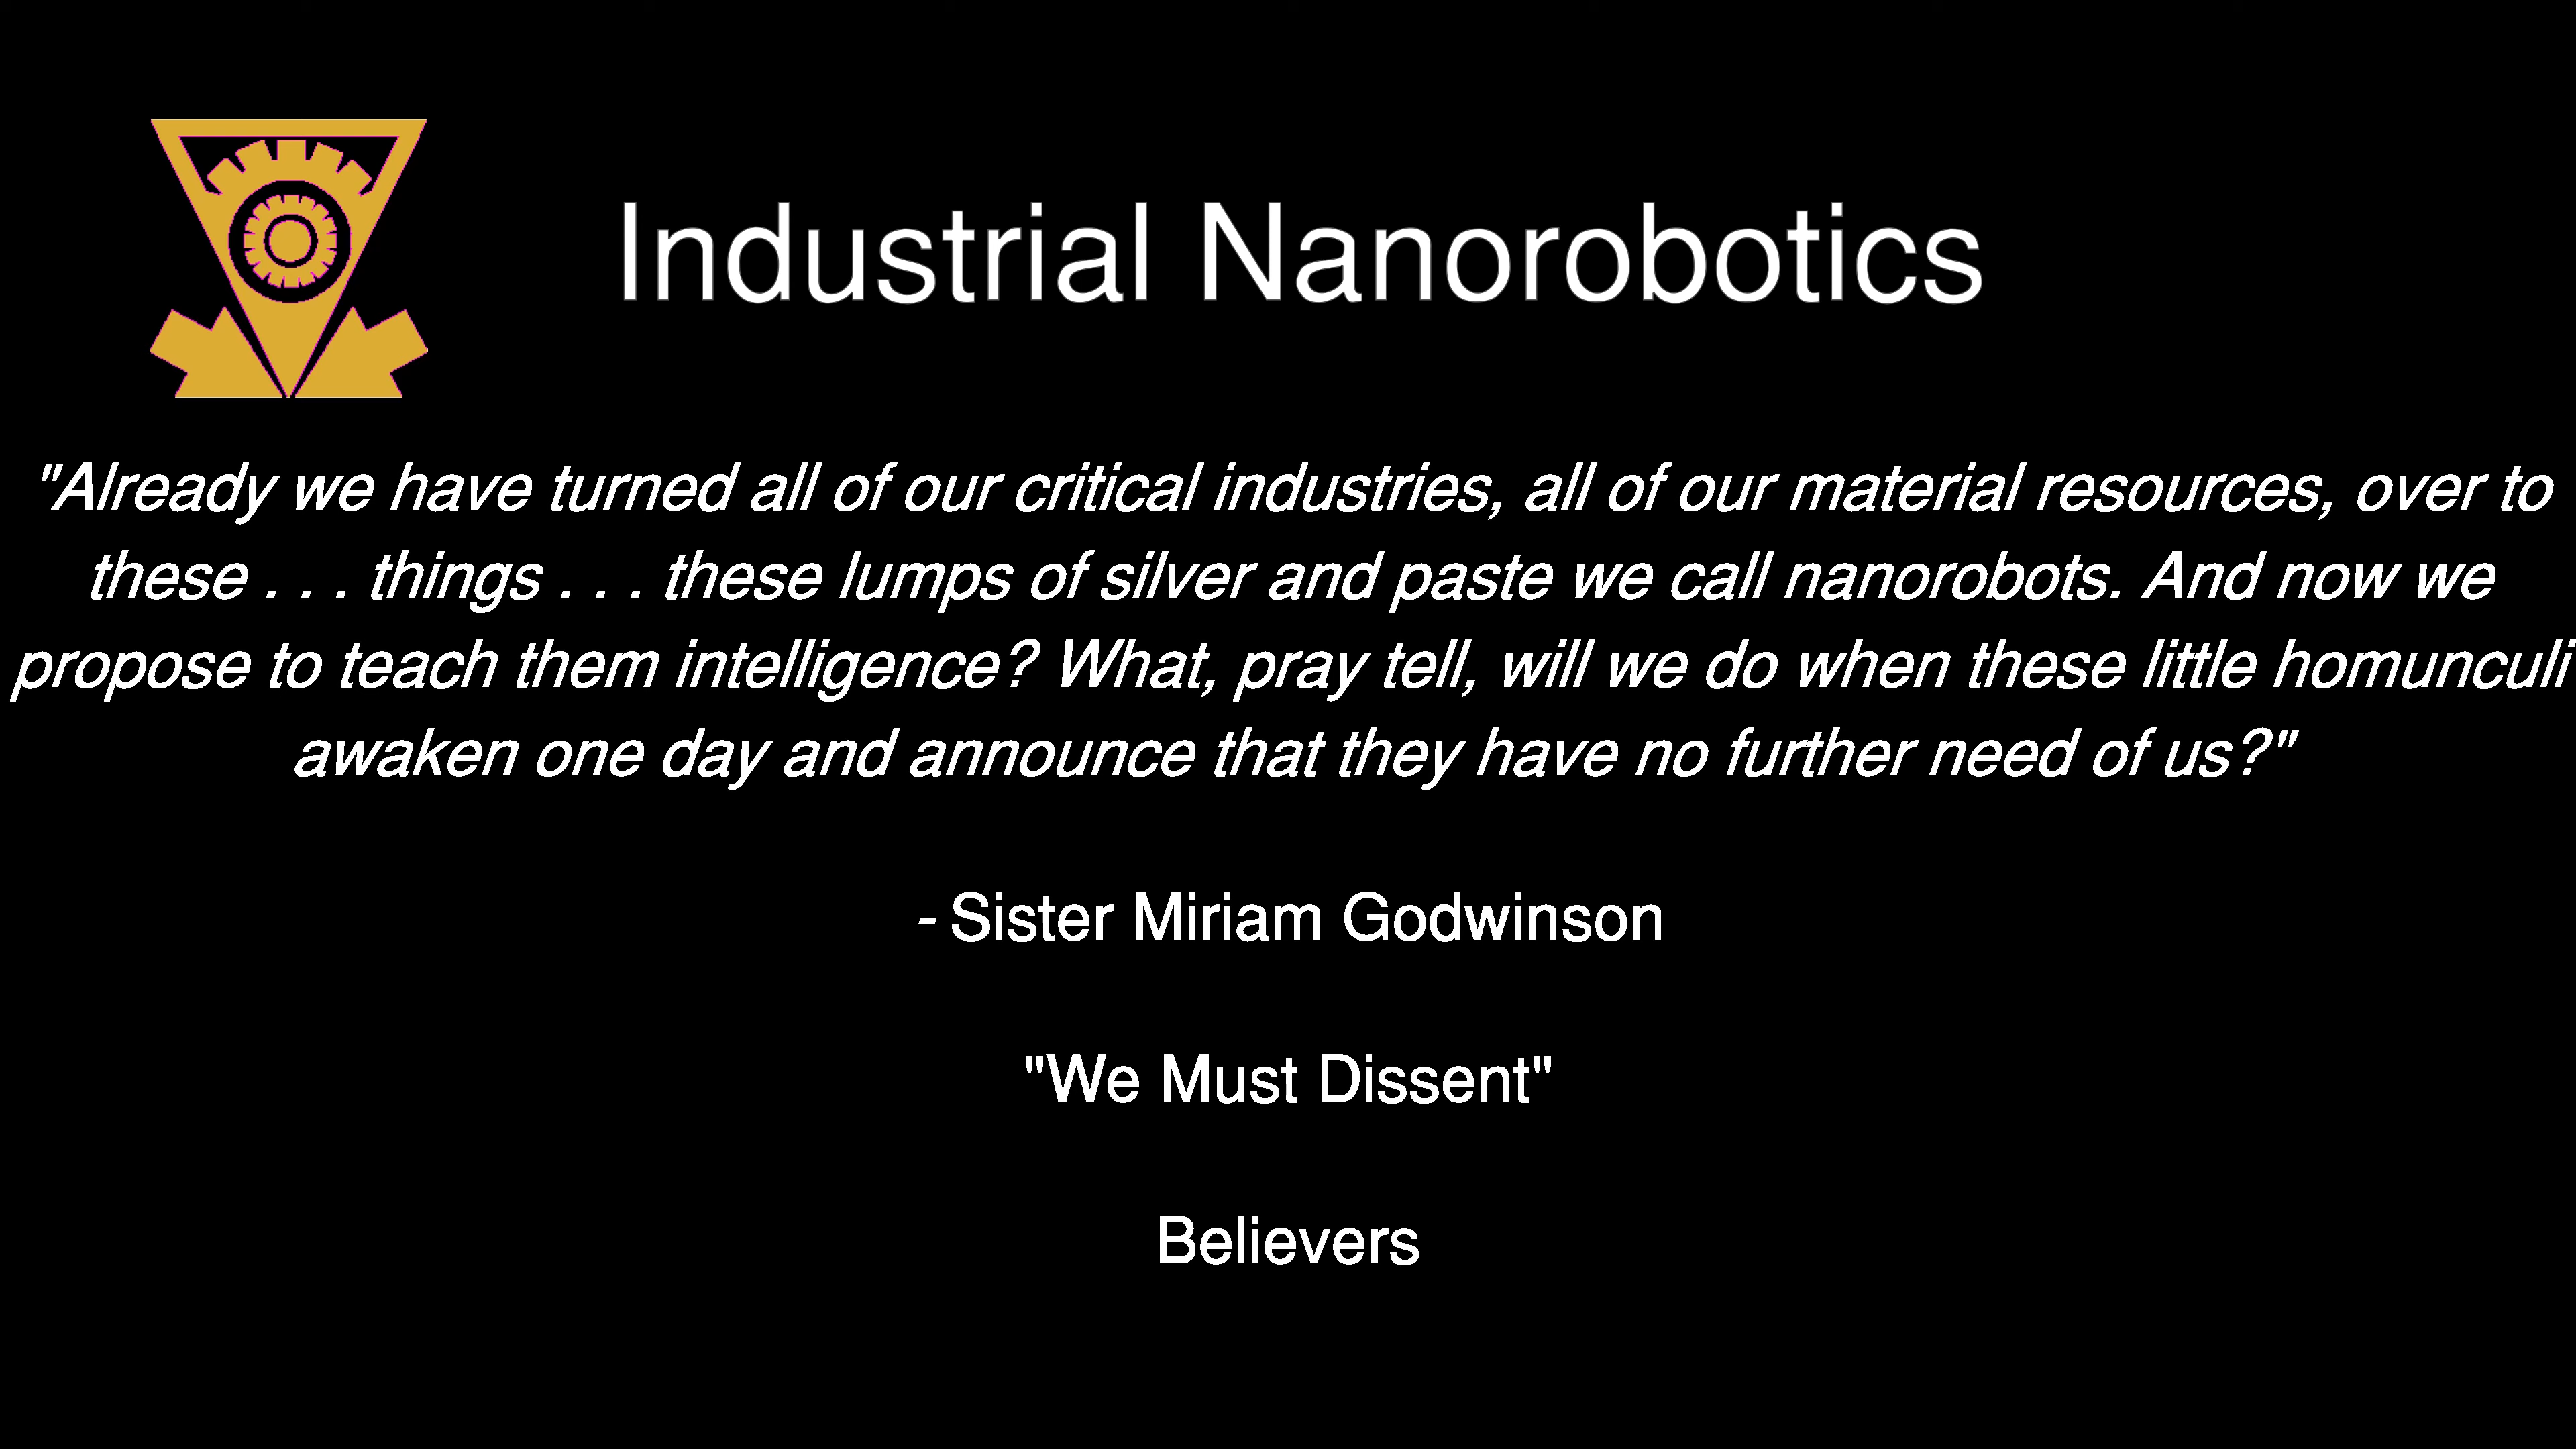 Industrial Nanorobotics
"Already we have turned all of our critical industries, all of our material resources, over to
these . . . things . . . these lumps of silver and paste we call nanorobots. And now we
propose to teach them intelligence? What, pray tell, will we do when these little homunculi
awaken one day and announce that they have no further need of us?"
- Sister Miriam Godwinson
"We Must Dissent"
Believers